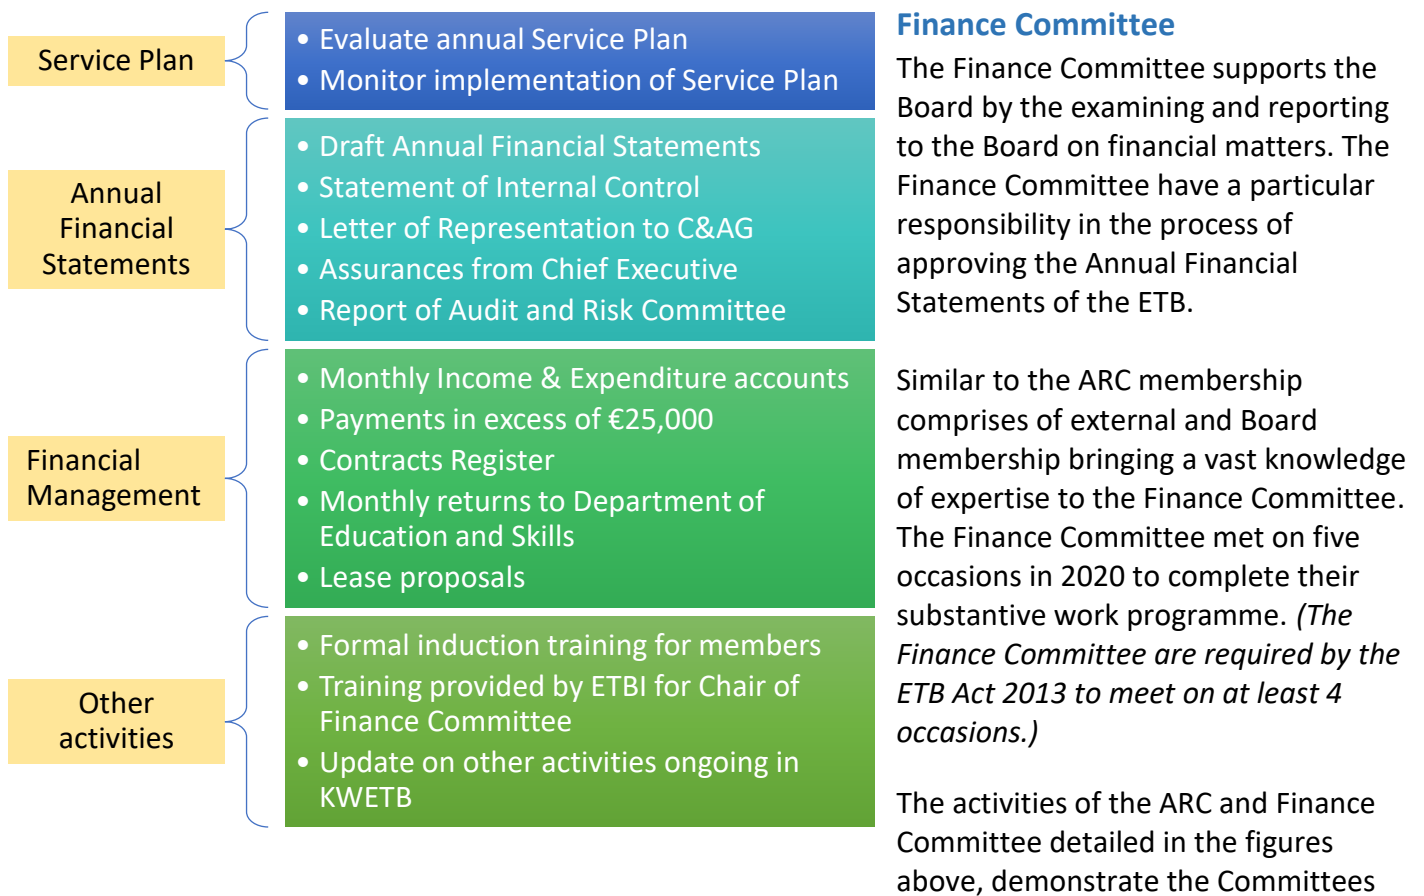 Service Plan
• Evaluate annual Service Plan
• Monitor implementation of Service Plan
Annual
Financial
Statements
• Draft Annual Financial Statements
• Statement of Internal Control
• Letter of Representation to C&AG
• Assurances from Chief Executive
• Report of Audit and Risk Committee
Financial
Management
• Monthly Income & Expenditure accounts
• Payments in excess of €25,000
• Contracts Register
• Monthly returns to Department of
Education and Skills
• Lease proposals
Other
activities
• Formal induction training for members
• Training provided by ETBI for Chair of
Finance Committee
• Update on other activities ongoing in
KWETB
Finance Committee
The Finance Committee supports the
Board by the examining and reporting
to the Board on financial matters. The
Finance Committee have a particular
responsibility in the process of
approving the Annual Financial
Statements of the ETB.
Similar to the ARC membership
comprises of external and Board
membership bringing a vast knowledge
of expertise to the Finance Committee.
The Finance Committee met on five
occasions in 2020 to complete their
substantive work programme. (The
Finance Committee are required by the
ETB Act 2013 to meet on at least 4
occasions.)
The activities of the ARC and Finance
Committee detailed in the figures
above, demonstrate the Committees